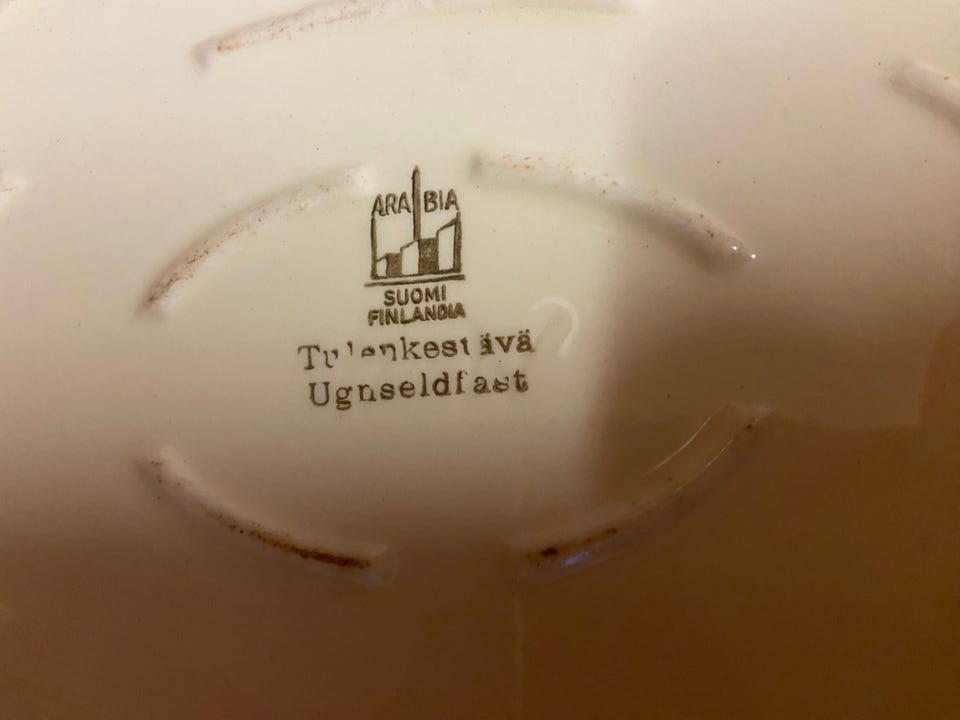 ARABIA
SUOMI
FINLANDIA
Tulenkestävä
Ugnseldfast